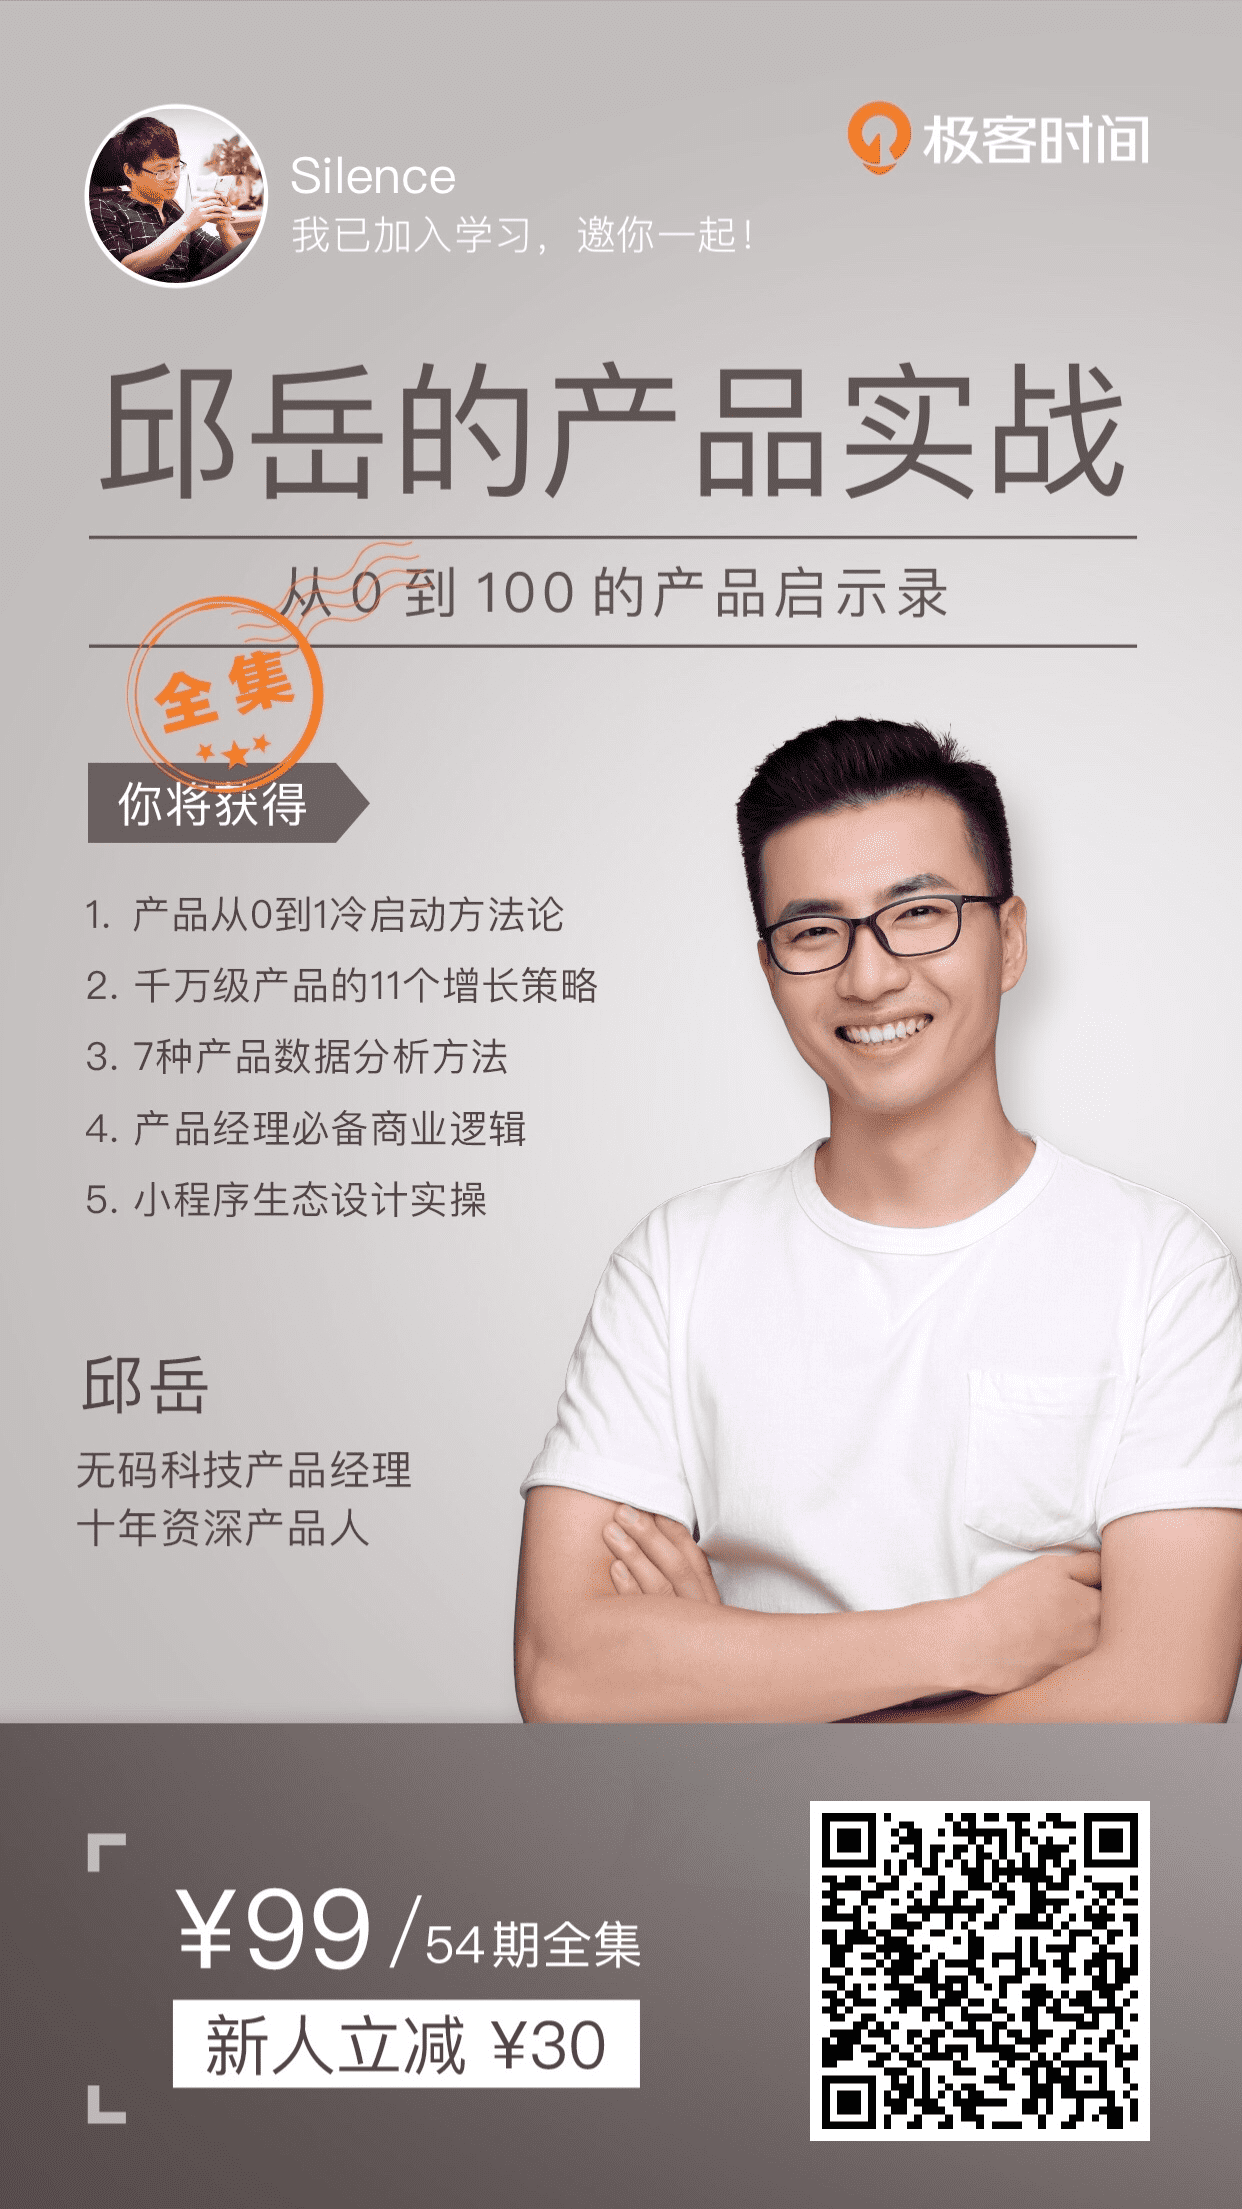 Silence
我已加入学习，邀你一起！
极客时间
邱岳的产品实战
从 0 到 100 的产品启示录
全集
你将获得
1. 产品从0到1冷启动方法论
2. 千万级产品的11个增长策略
3. 7种产品数据分析方法
4. 产品经理必备商业逻辑
5. 小程序生态设计实操
邱岳
无码科技产品经理
十年资深产品人
¥99/54期全集
新人立减 ¥30